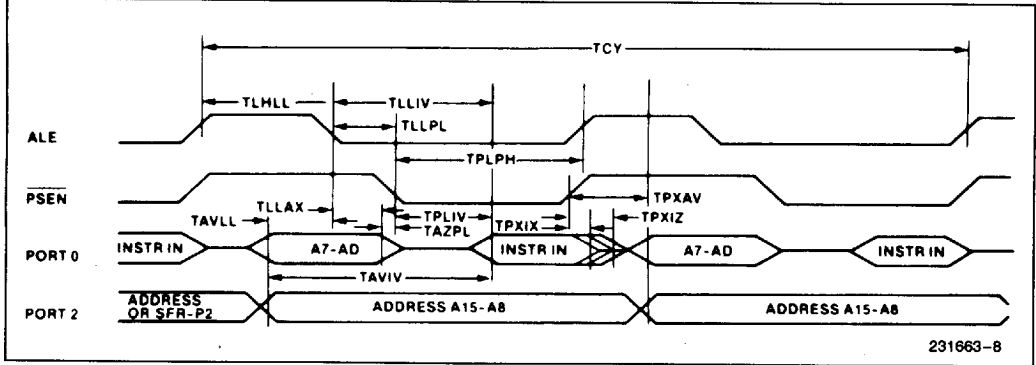 TCY
TLHLL
TLLIV
TLLPL
ALE
TPLPH
PSEN
TLLAX
TPXAV
TAVLL
TPLIV
TPXIX
TPXIZ
TAZPL
PORT 0
INSTR IN
A7-AD
INSTR IN
A7-AD
INSTR IN
TAVIV
PORT 2
ADDRESS
OR SFR-P2
ADDRESS A15-A8
ADDRESS A15-A8
231663-8